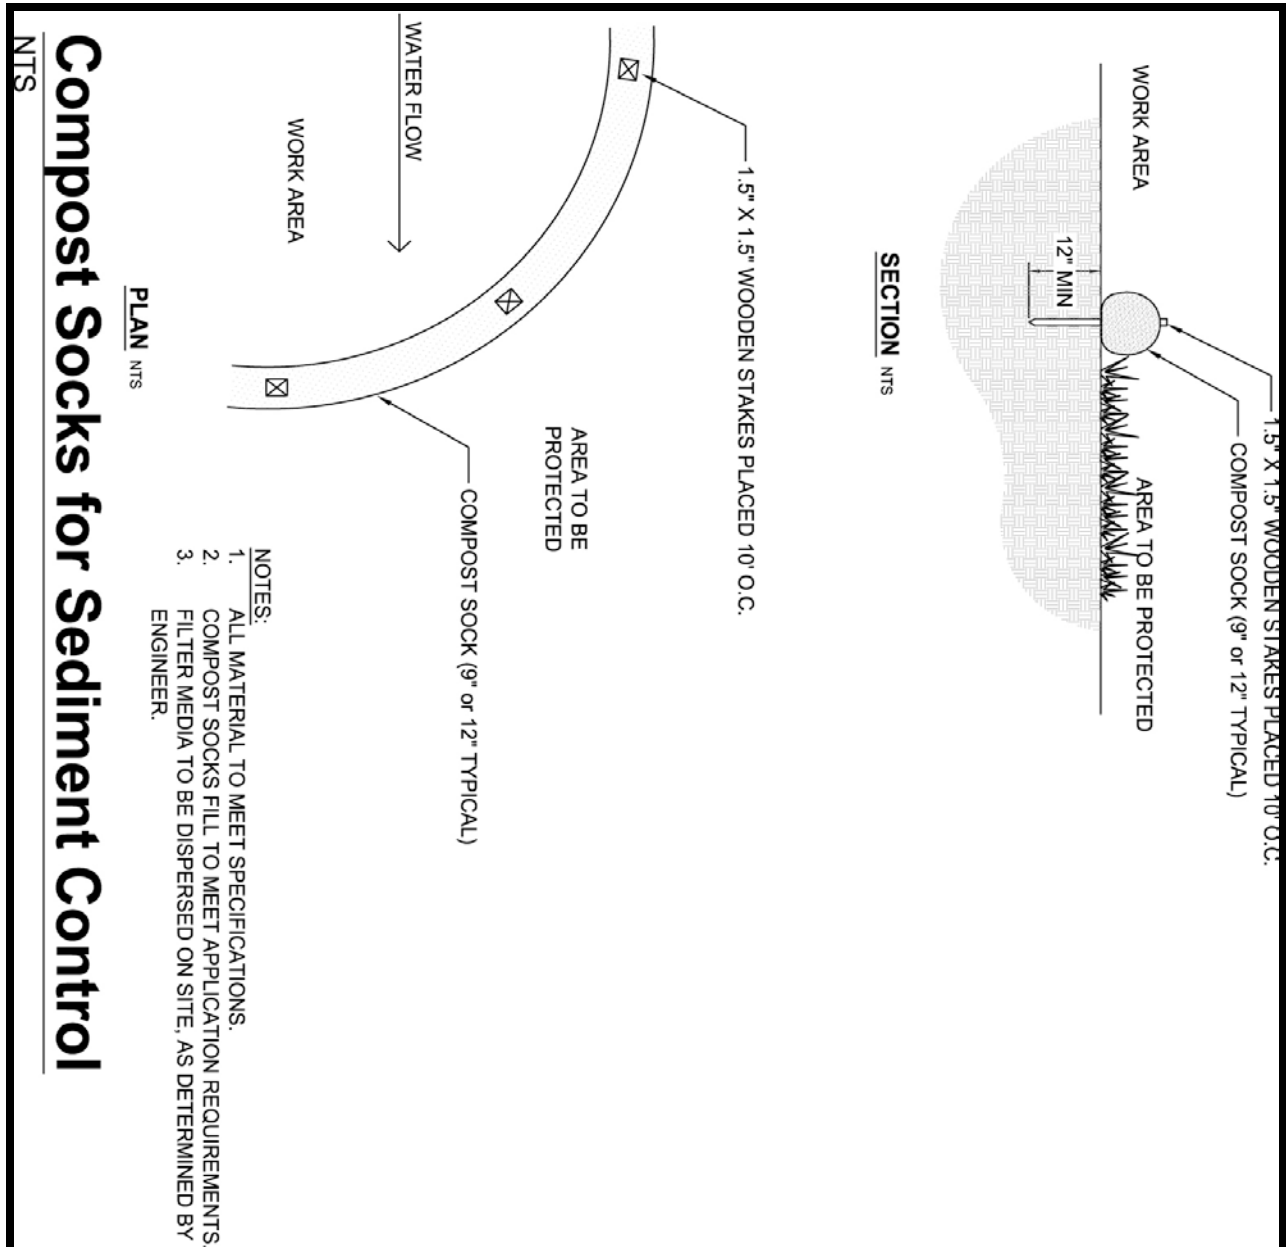 1.5" X 1.5" WOODEN STAKES PLACED 10' O.C.
COMPOST SOCK (9" or 12" TYPICAL)
WORK AREA
AREA TO BE PROTECTED
12" MIN
SECTION NTS
1.5" X 1.5" WOODEN STAKES PLACED 10' O.C.
AREA TO BE
PROTECTED
COMPOST SOCK (9" or 12" TYPICAL)
WATER FLOW
WORK AREA
PLAN NTS
NOTES:
1. ALL MATERIAL TO MEET SPECIFICATIONS.
2. COMPOST SOCKS FILL TO MEET APPLICATION REQUIREMENTS.
3. FILTER MEDIA TO BE DISPERSED ON SITE, AS DETERMINED BY
ENGINEER.
Compost Socks for Sediment Control
NTS